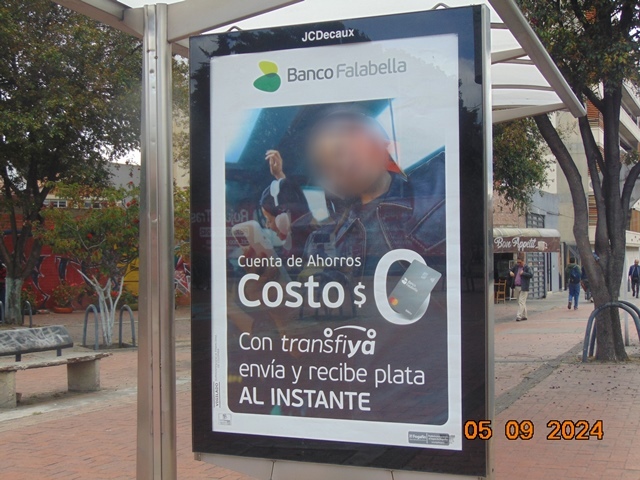 JCDecaux
Banco Falabella
Cuenta de Ahorros
Costo $0
Con transfiyá
envía y recibe plata
AL INSTANTE
Bon Appetit
05 09 2024